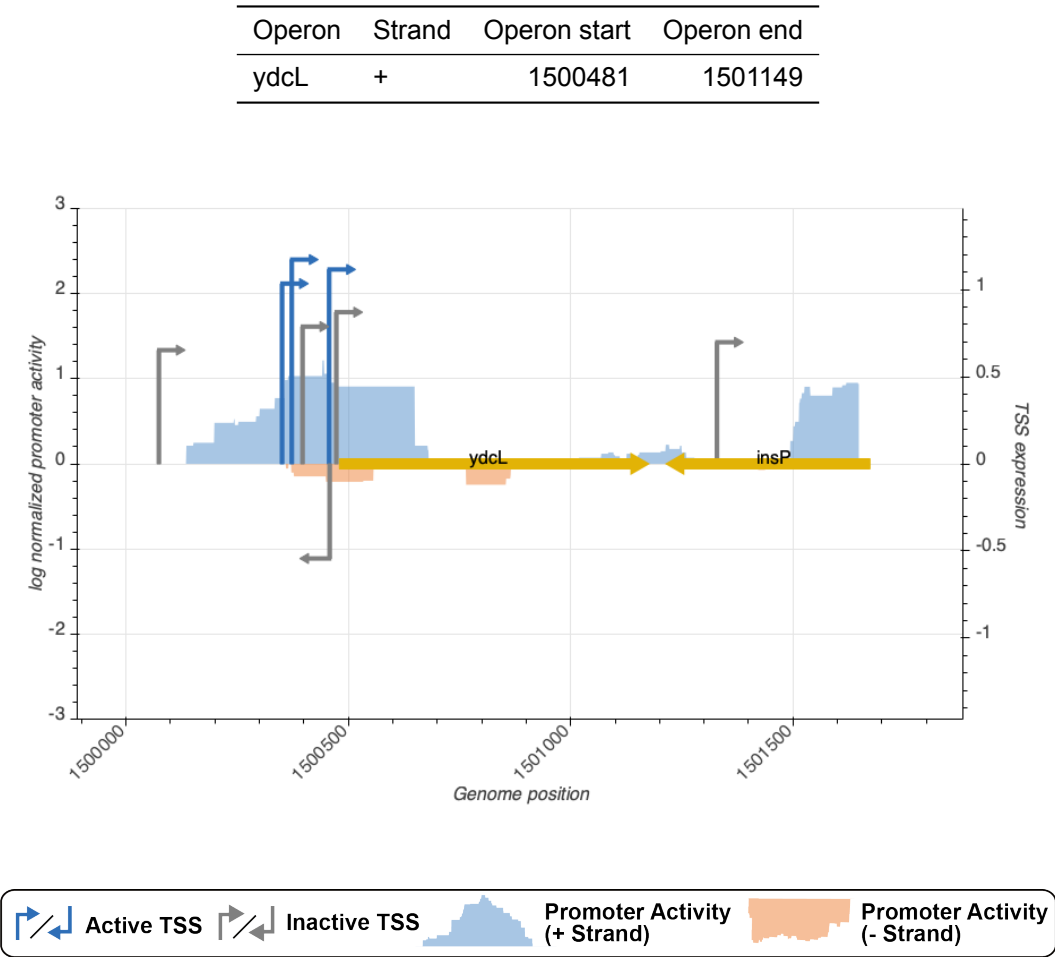 Operon Strand Operon start Operon end
ydcL + 1500481 1501149
3
2
1
0
-1
-2
-3
log normalized promoter activity
1
0.5
0
-0.5
-1
TSS expression
ydcL
insP
1500000
1500500
1501000
1501500
Genome position
Active TSS
Inactive TSS
Promoter Activity
(+ Strand)
Promoter Activity
(- Strand)